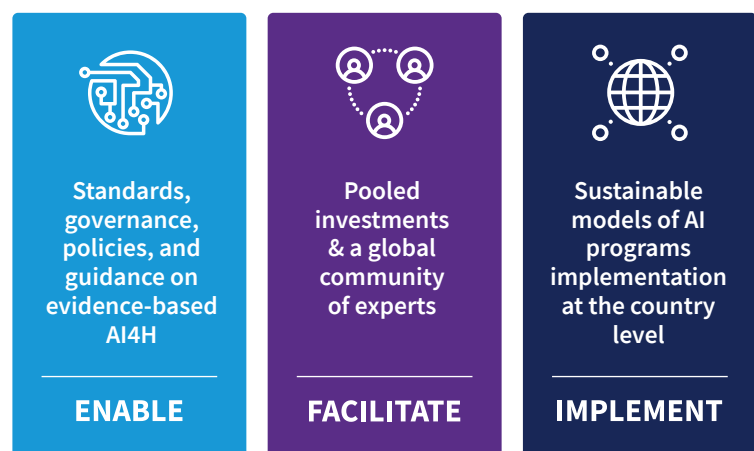 Standards,
governance,
policies, and
guidance on
evidence-based
AI4H
ENABLE
Pooled
investments
& a global
community
of experts
FACILITATE
Sustainable
models of AI
programs
implementation
at the country
level
IMPLEMENT